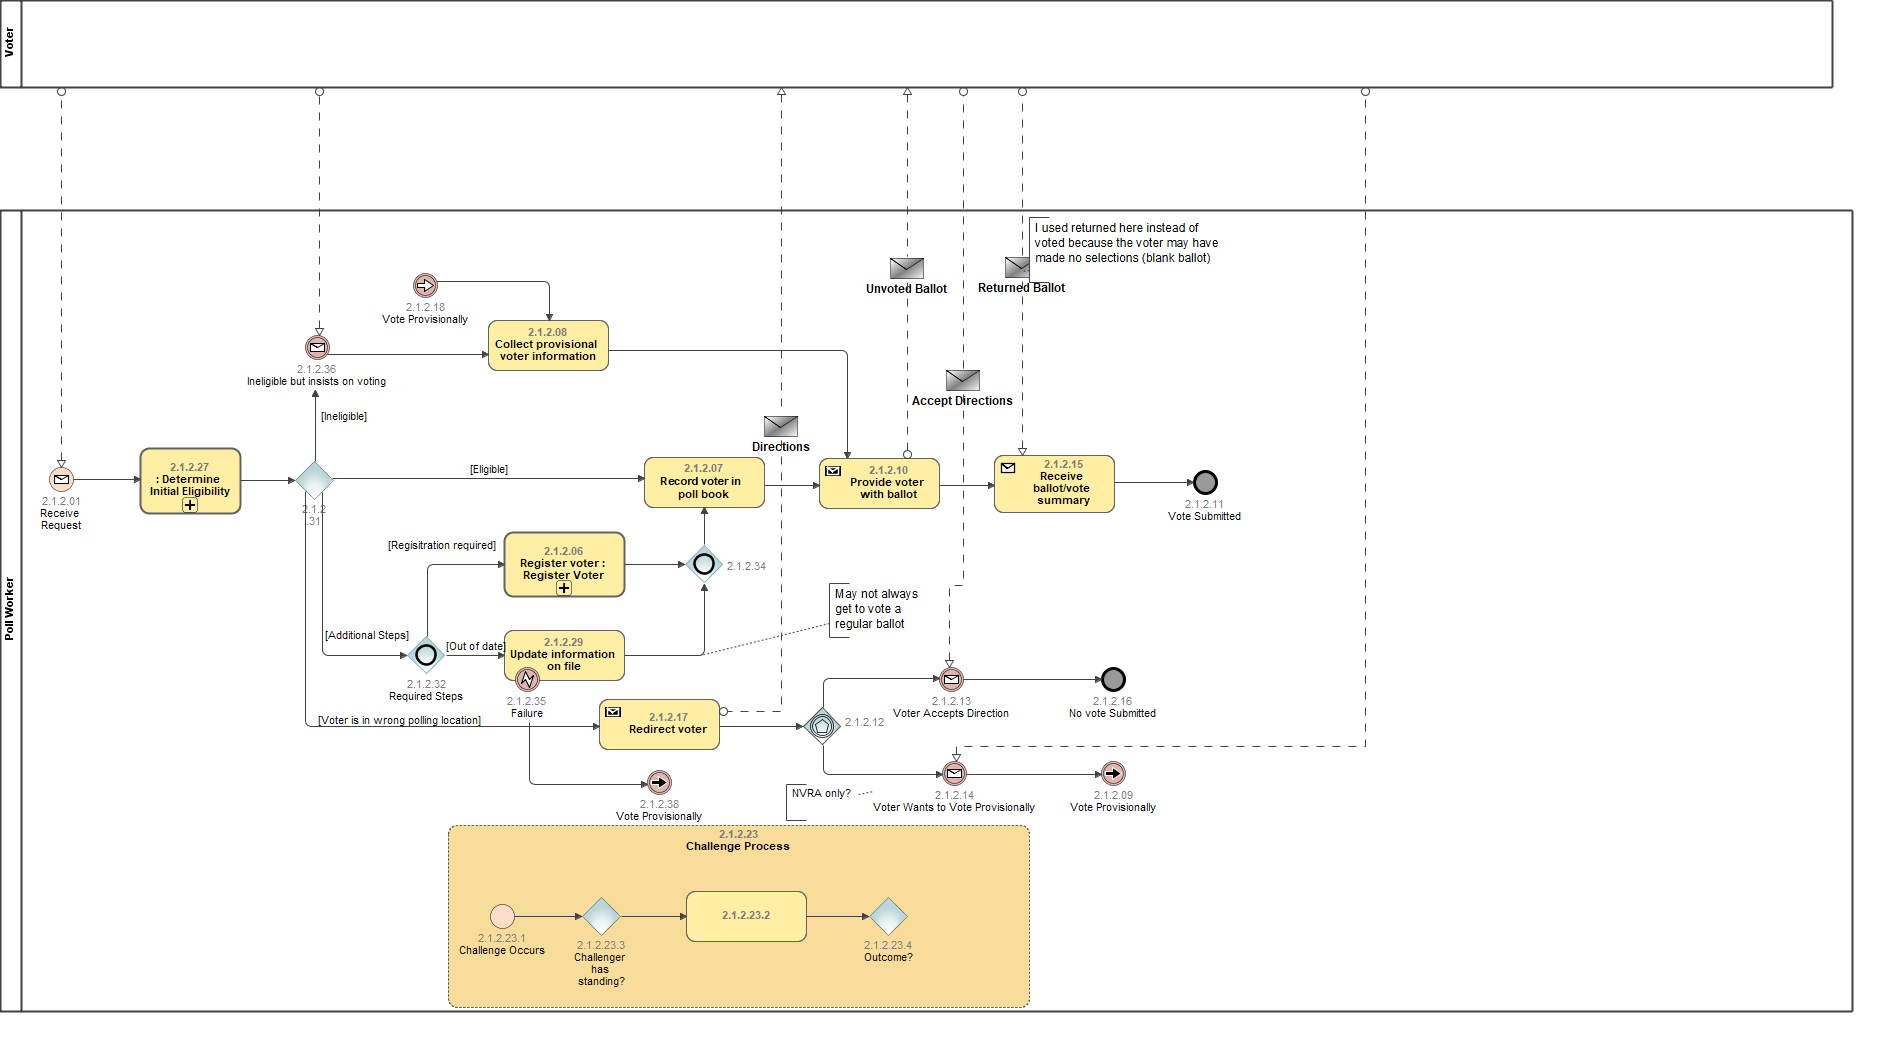 Voter
Poll Worker
I used returned here instead of
voted because the voter may have
made no selections (blank ballot)
Unvoted Ballot
Returned Ballot
2.1.2.18
Vote Provisionally
2.1.2.08
Collect provisional
voter information
2.1.2.36
Ineligible but insists on voting
[Ineligible]
Accept Directions
Directions
2.1.2.27
: Determine
Initial Eligibility
2.1.2.01
Receive
Request
2.1.2
.31
[Eligible]
2.1.2.07
Record voter in
poll book
2.1.2.10
Provide voter
with ballot
2.1.2.15
Receive
ballot/vote
summary
2.1.2.11
Vote Submitted
[Regisitration required]
2.1.2.06
Register voter :
Register Voter
2.1.2.34
May not always
get to vote a
regular ballot
[Additional Steps]
[Out of date]
2.1.2.29
Update information
on file
2.1.2.32
Required Steps
2.1.2.35
Failure
[Voter is in wrong polling location]
2.1.2.17
Redirect voter
2.1.2.12
2.1.2.13
Voter Accepts Direction
2.1.2.16
No vote Submitted
2.1.2.38
Vote Provisionally
NVRA only?
2.1.2.14
Voter Wants to Vote Provisionally
2.1.2.09
Vote Provisionally
2.1.2.23
Challenge Process
2.1.2.23.1
Challenge Occurs
2.1.2.23.3
Challenger
has
standing?
2.1.2.23.2
2.1.2.23.4
Outcome?